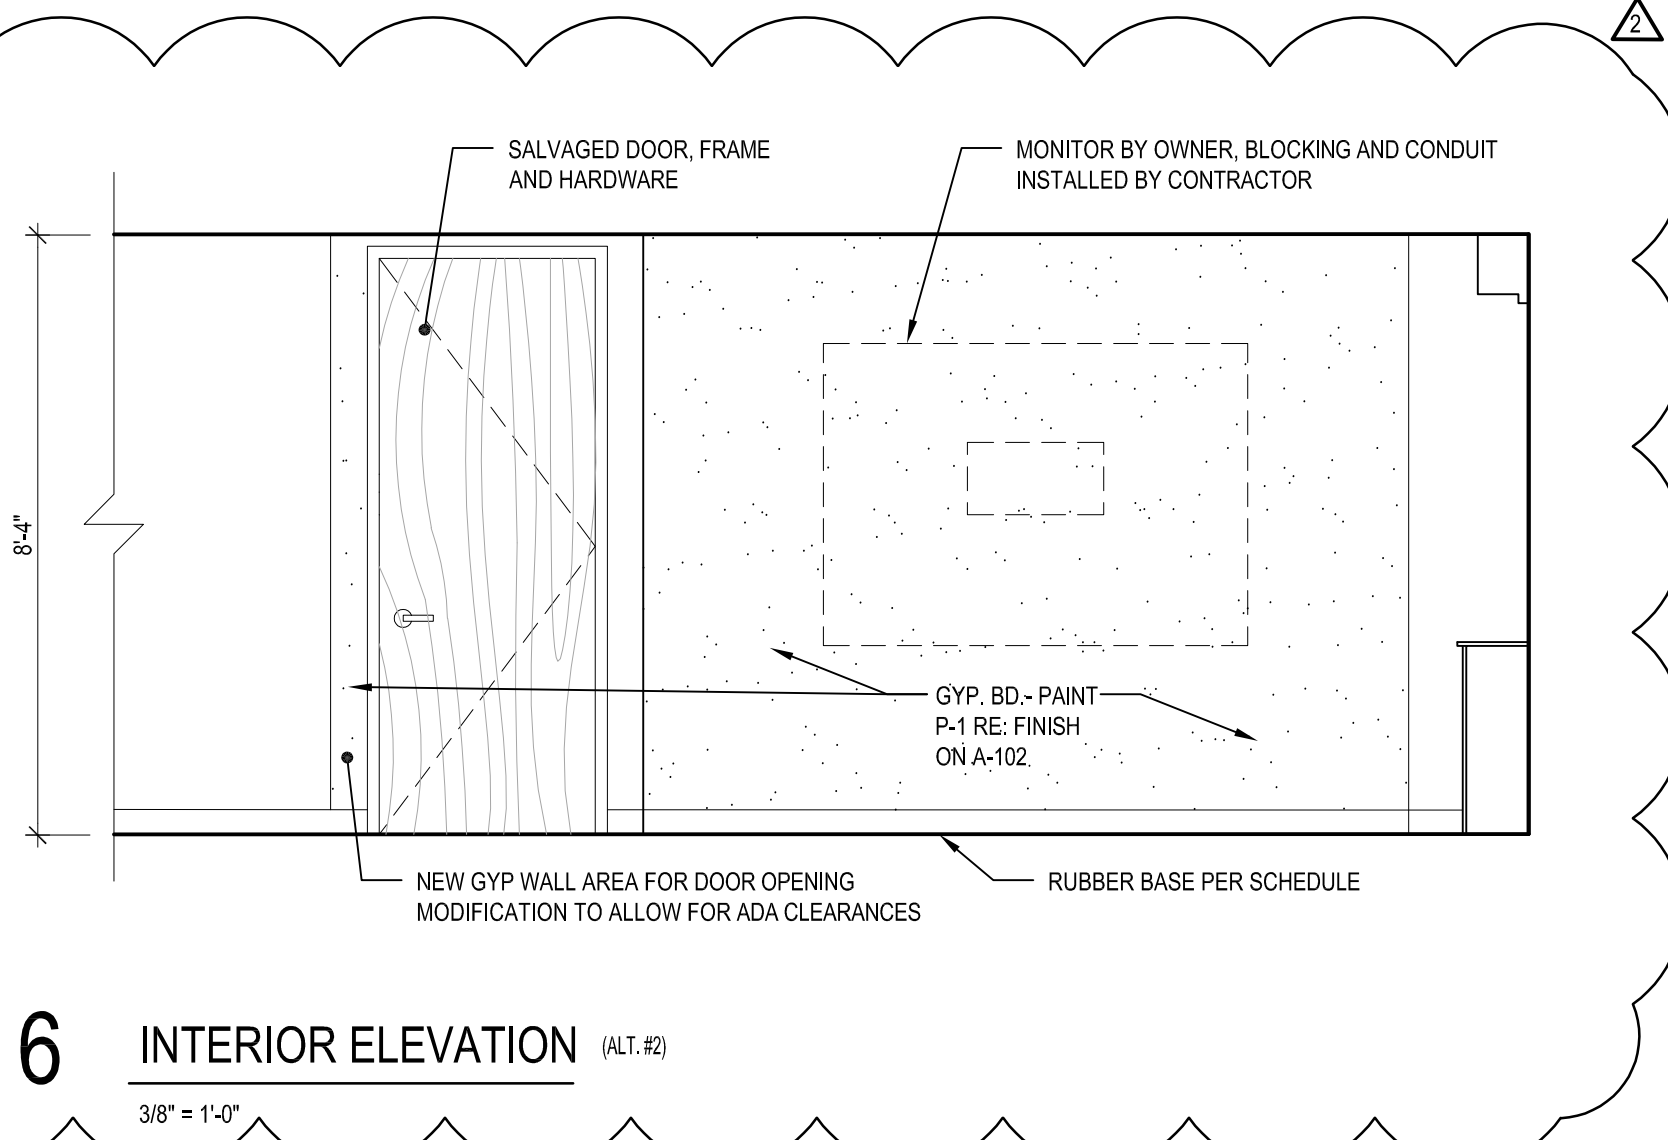 2
SALVAGED DOOR, FRAME
AND HARDWARE
MONITOR BY OWNER, BLOCKING AND CONDUIT
INSTALLED BY CONTRACTOR
8'-4"
GYP. BD.- PAINT
P-1 RE: FINISH
ON A-102
NEW GYP WALL AREA FOR DOOR OPENING
MODIFICATION TO ALLOW FOR ADA CLEARANCES
RUBBER BASE PER SCHEDULE
6 INTERIOR ELEVATION (ALT. #2)
3/8" = 1'-0"